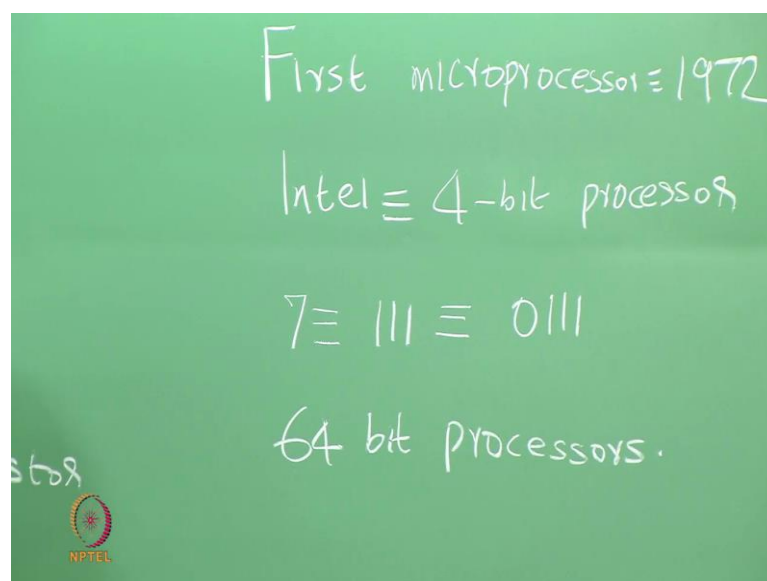 First microprocessor ≡ 1972
Intel ≡ 4-bit processor
7 ≡ 111 ≡ 0111
64 bit processors.
stor
NPTEL